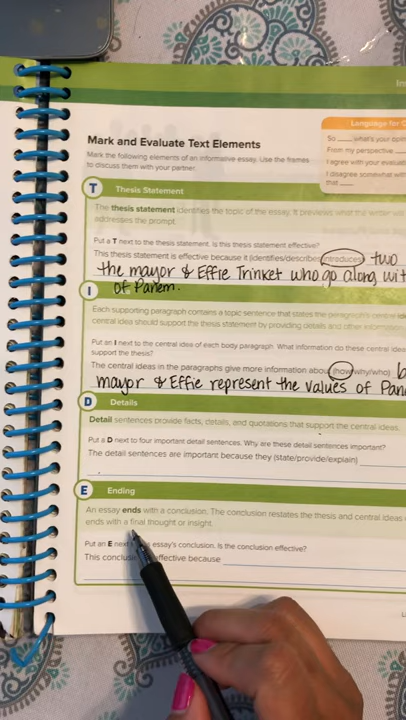 In
Language for C
So ____ what's your
Mark and Evaluate Text Elements
From my perspective
Mark the following elements of an informative essay. Use the frames
I agree with your
to discuss them with your partner.
I disagree somewhat
that ____
T Thesis Statement
The thesis statement identifies the topic of the essay. It previews what the writer will
addresses the prompt.
Put a T next to the thesis statement. Is this thesis statement effective?
This thesis statement is effective because it (identifies/describes/introduces) two
the mayor & Effie Trinket who go along wit
of Panem.
I
Each supporting paragraph contains a topic sentence that states the paragraph's central
central idea should support the thesis statement by providing details and other
Put an I next to the central idea of each body paragraph. What information do these central
support the thesis?
The central ideas in the paragraphs give more information about (how/why/who)
mayor & Effie represent the values of Pan
D Details
Detail sentences provide facts, details, and quotations that support the central ideas.
Put a D next to four important detail sentences. Why are these detail sentences important?
The detail sentences are important because they (state/provide/explain)
E Ending
An essay ends with a conclusion. The conclusion restates the thesis and central ideas
ends with a final thought or insight.
Put an E next essay's conclusion. Is the conclusion effective?
This effective because